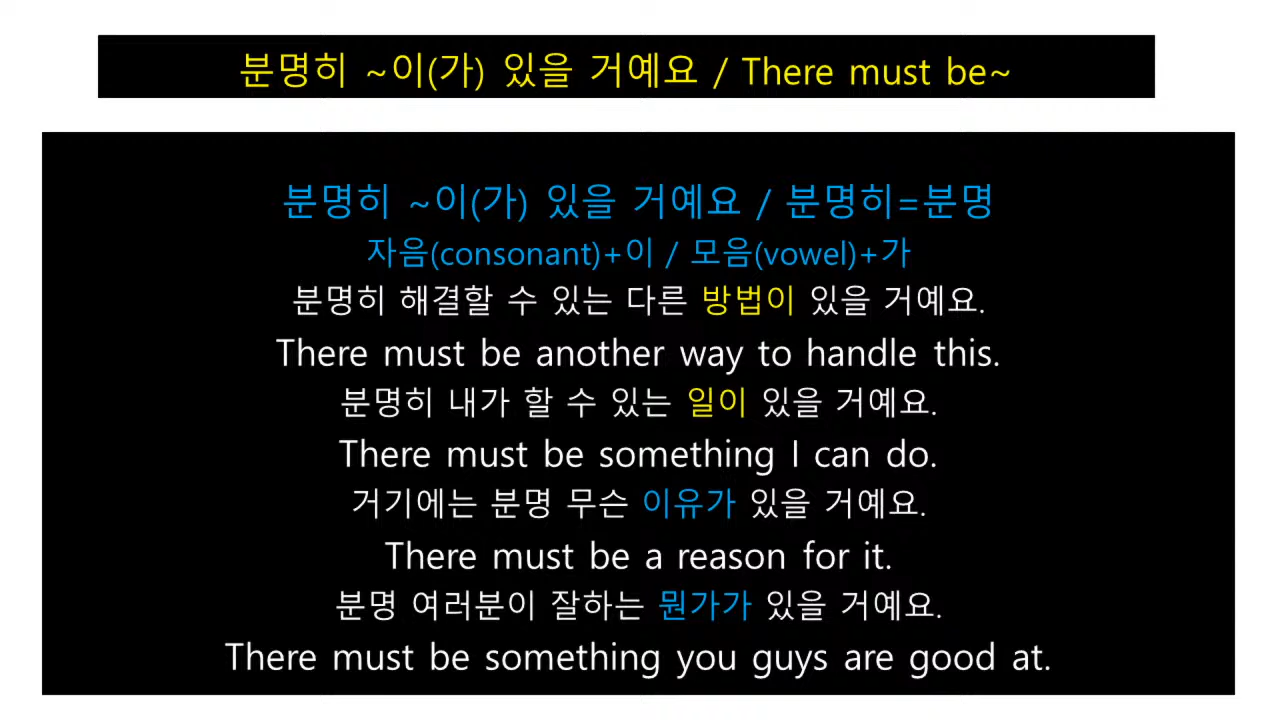 분명히 ~이(가) 있을 거예요 / There must be~
분명히 ~이(가) 있을 거예요 / 분명히=분명
자음(consonant)+이 / 모음(vowel)+가
분명히 해결할 수 있는 다른 방법이 있을 거예요.
There must be another way to handle this.
분명히 내가 할 수 있는 일이 있을 거예요.
There must be something I can do.
거기에는 분명 무슨 이유가 있을 거예요.
There must be a reason for it.
분명 여러분이 잘하는 뭔가가 있을 거예요.
There must be something you guys are good at.